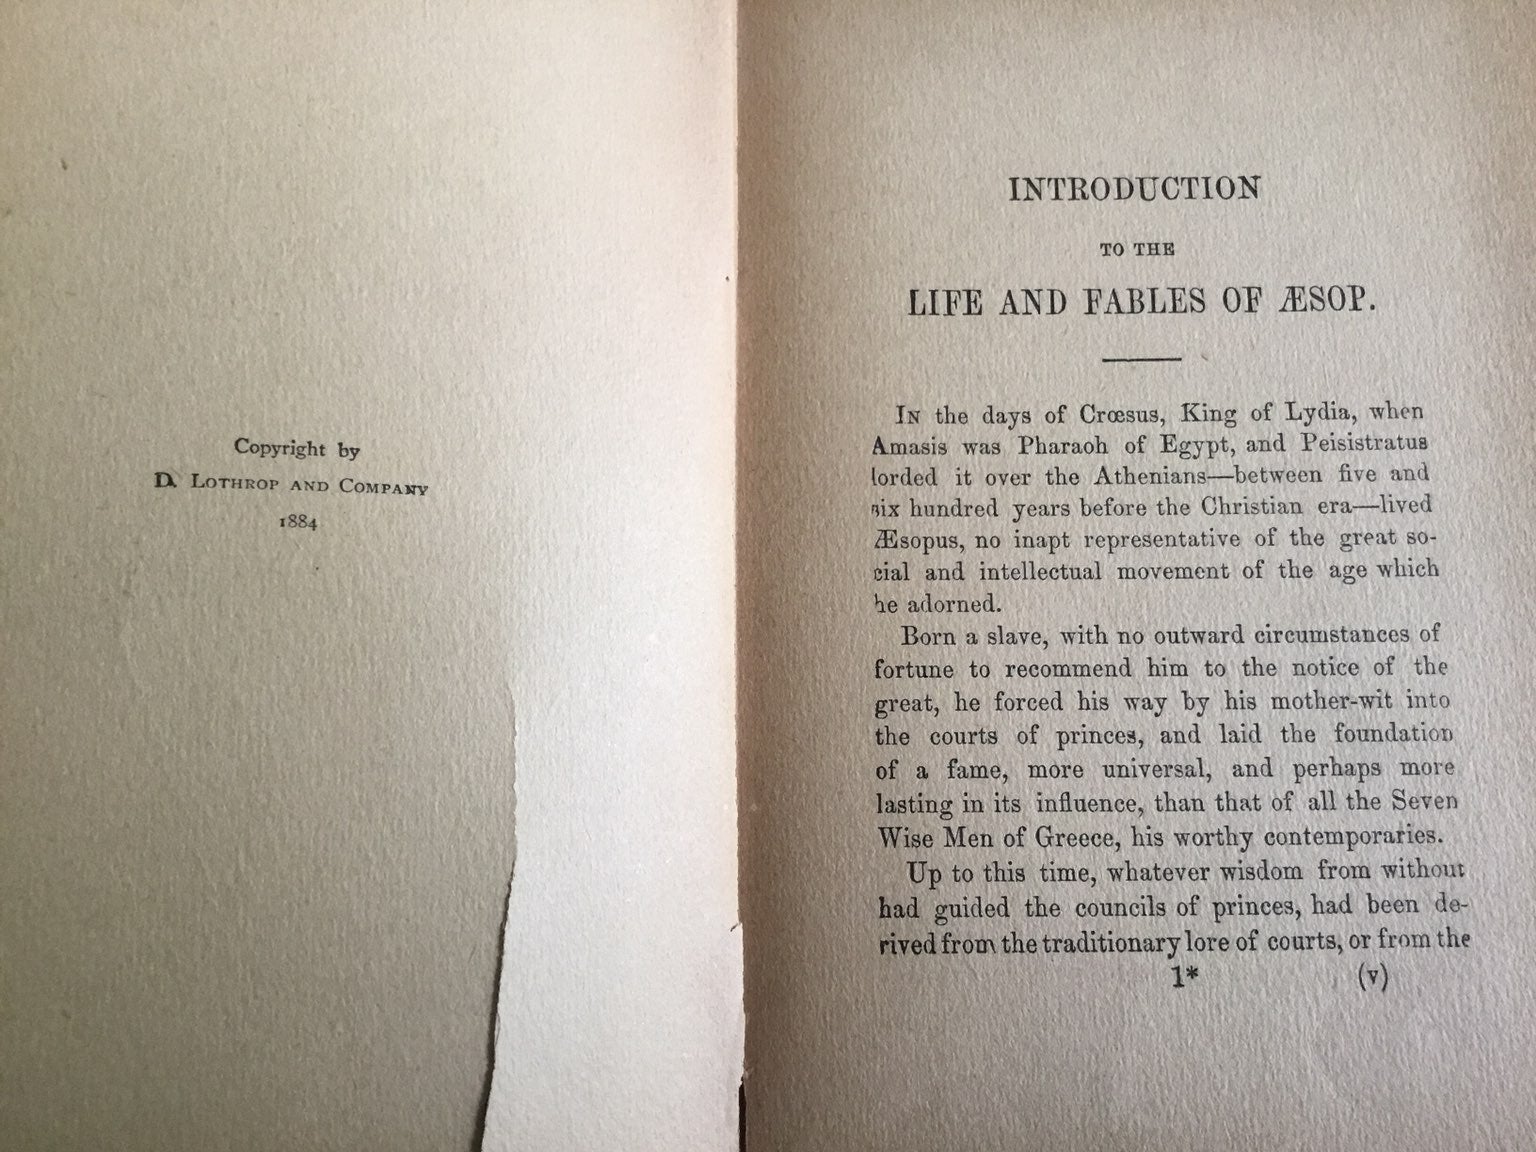 Copyright by
D. LOTHROP AND COMPANY
1884
INTRODUCTION
TO THE
LIFE AND FABLES OF ÆSOP.
IN the days of Crœsus, King of Lydia, when
Amasis was Pharaoh of Egypt, and Peisistratus
lorded it over the Athenians—between five and
six hundred years before the Christian era—lived
Æsopus, no inapt representative of the great so-
cial and intellectual movement of the age which
he adorned.
Born a slave, with no outward circumstances of
fortune to recommend him to the notice of the
great, he forced his way by his mother-wit into
the courts of princes, and laid the foundation
of a fame, more universal, and perhaps more
lasting in its influence, than that of all the Seven
Wise Men of Greece, his worthy contemporaries.
Up to this time, whatever wisdom from without
had guided the councils of princes, had been de-
rived from the traditionary lore of courts, or from the
1* (v)